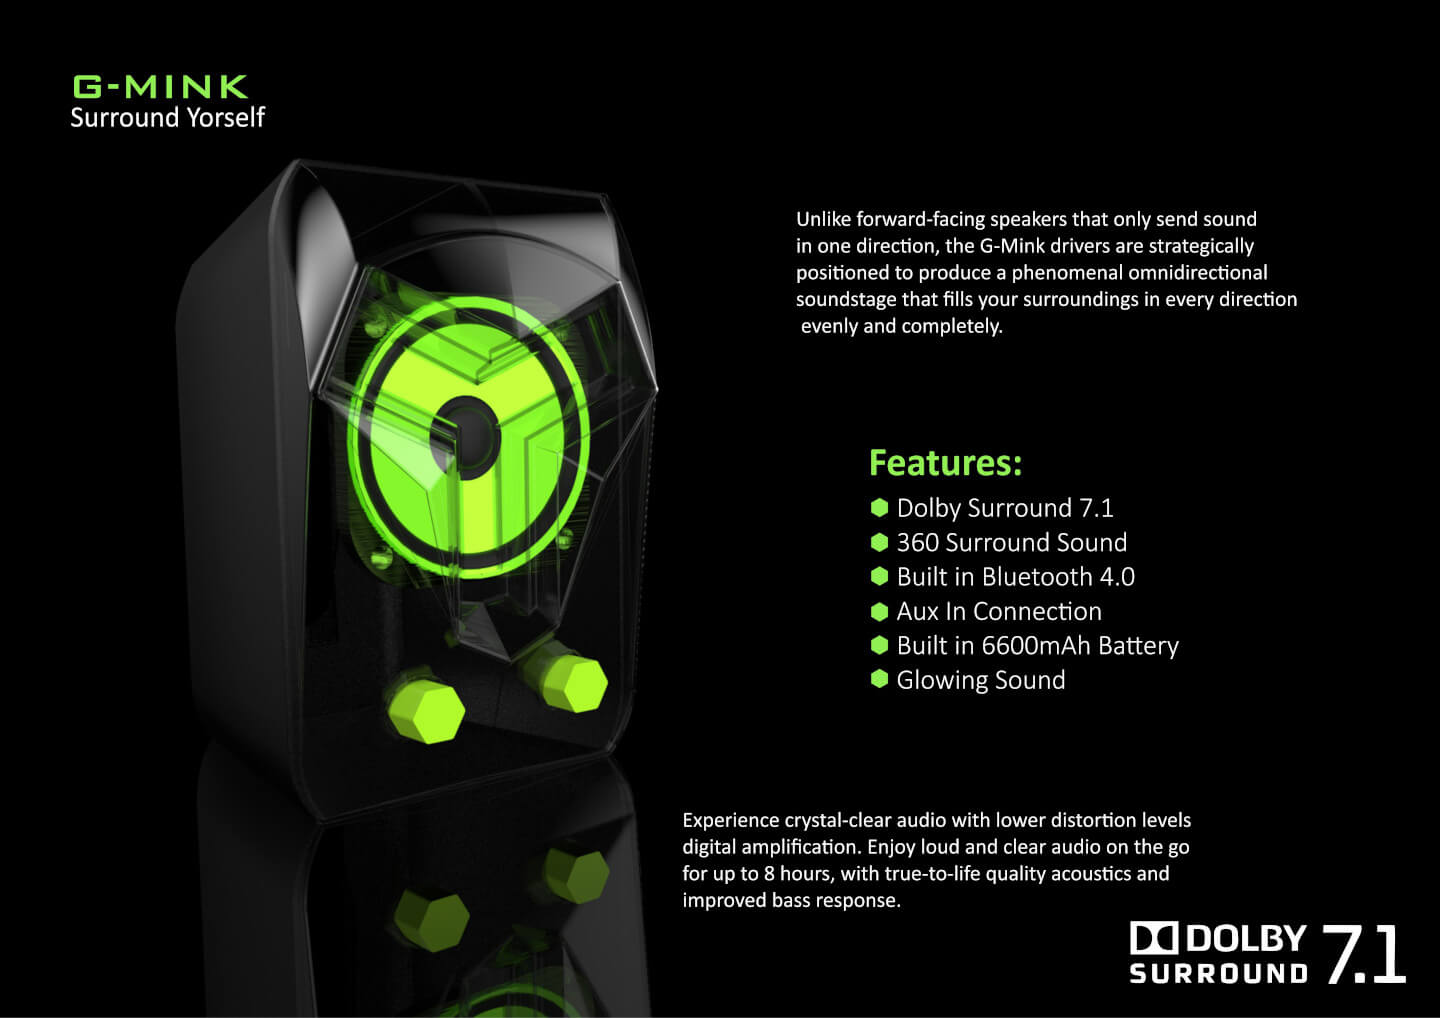 G-MINK
Surround Yorself
Unlike forward-facing speakers that only send sound
in one direction, the G-Mink drivers are strategically
positioned to produce a phenomenal omnidirectional
soundstage that fills your surroundings in every direction
evenly and completely.
Features:
Dolby Surround 7.1
360 Surround Sound
Built in Bluetooth 4.0
Aux In Connection
Built in 6600mAh Battery
Glowing Sound
Experience crystal-clear audio with lower distortion levels
digital amplification. Enjoy loud and clear audio on the go
for up to 8 hours, with true-to-life quality acoustics and
improved bass response.
DOLBY
SURROUND 7.1